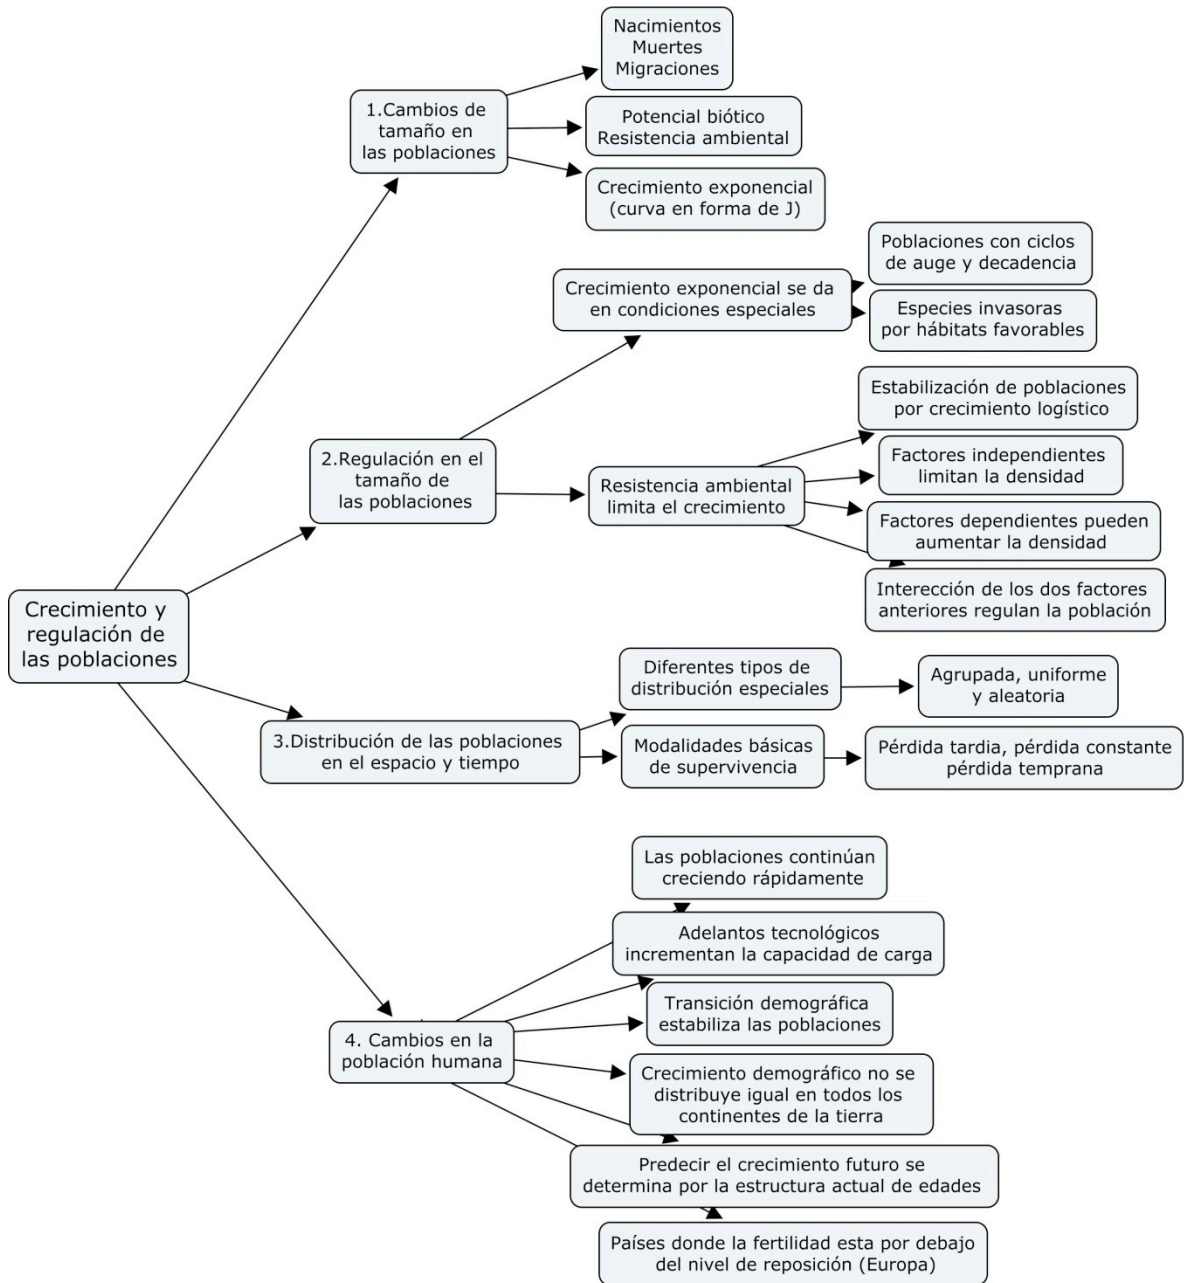 Nacimientos
Muertes
Migraciones
1.Cambios de
tamaño en
las poblaciones
Potencial biótico
Resistencia ambiental
Crecimiento exponencial
(curva en forma de J)
Poblaciones con ciclos
de auge y decadencia
Crecimiento exponencial se da
en condiciones especiales
Especies invasoras
por hábitats favorables
Estabilización de poblaciones
por crecimiento logístico
2.Regulación en el
tamaño de
las poblaciones
Factores independientes
limitan la densidad
Resistencia ambiental
limita el crecimiento
Factores dependientes pueden
aumentar la densidad
Interección de los dos factores
anteriores regulan la población
Crecimiento y
regulación de
las poblaciones
Diferentes tipos de
distribución especiales
Agrupada, uniforme
y aleatoria
3.Distribución de las poblaciones
en el espacio y tiempo
Modalidades básicas
de supervivencia
Pérdida tardia, pérdida constante
pérdida temprana
Las poblaciones continúan
creciendo rápidamente
Adelantos tecnológicos
incrementan la capacidad de carga
Transición demográfica
estabiliza las poblaciones
4. Cambios en la
población humana
Crecimiento demográfico no se
distribuye igual en todos los
continentes de la tierra
Predecir el crecimiento futuro se
determina por la estructura actual de edades
Países donde la fertilidad esta por debajo
del nivel de reposición (Europa)